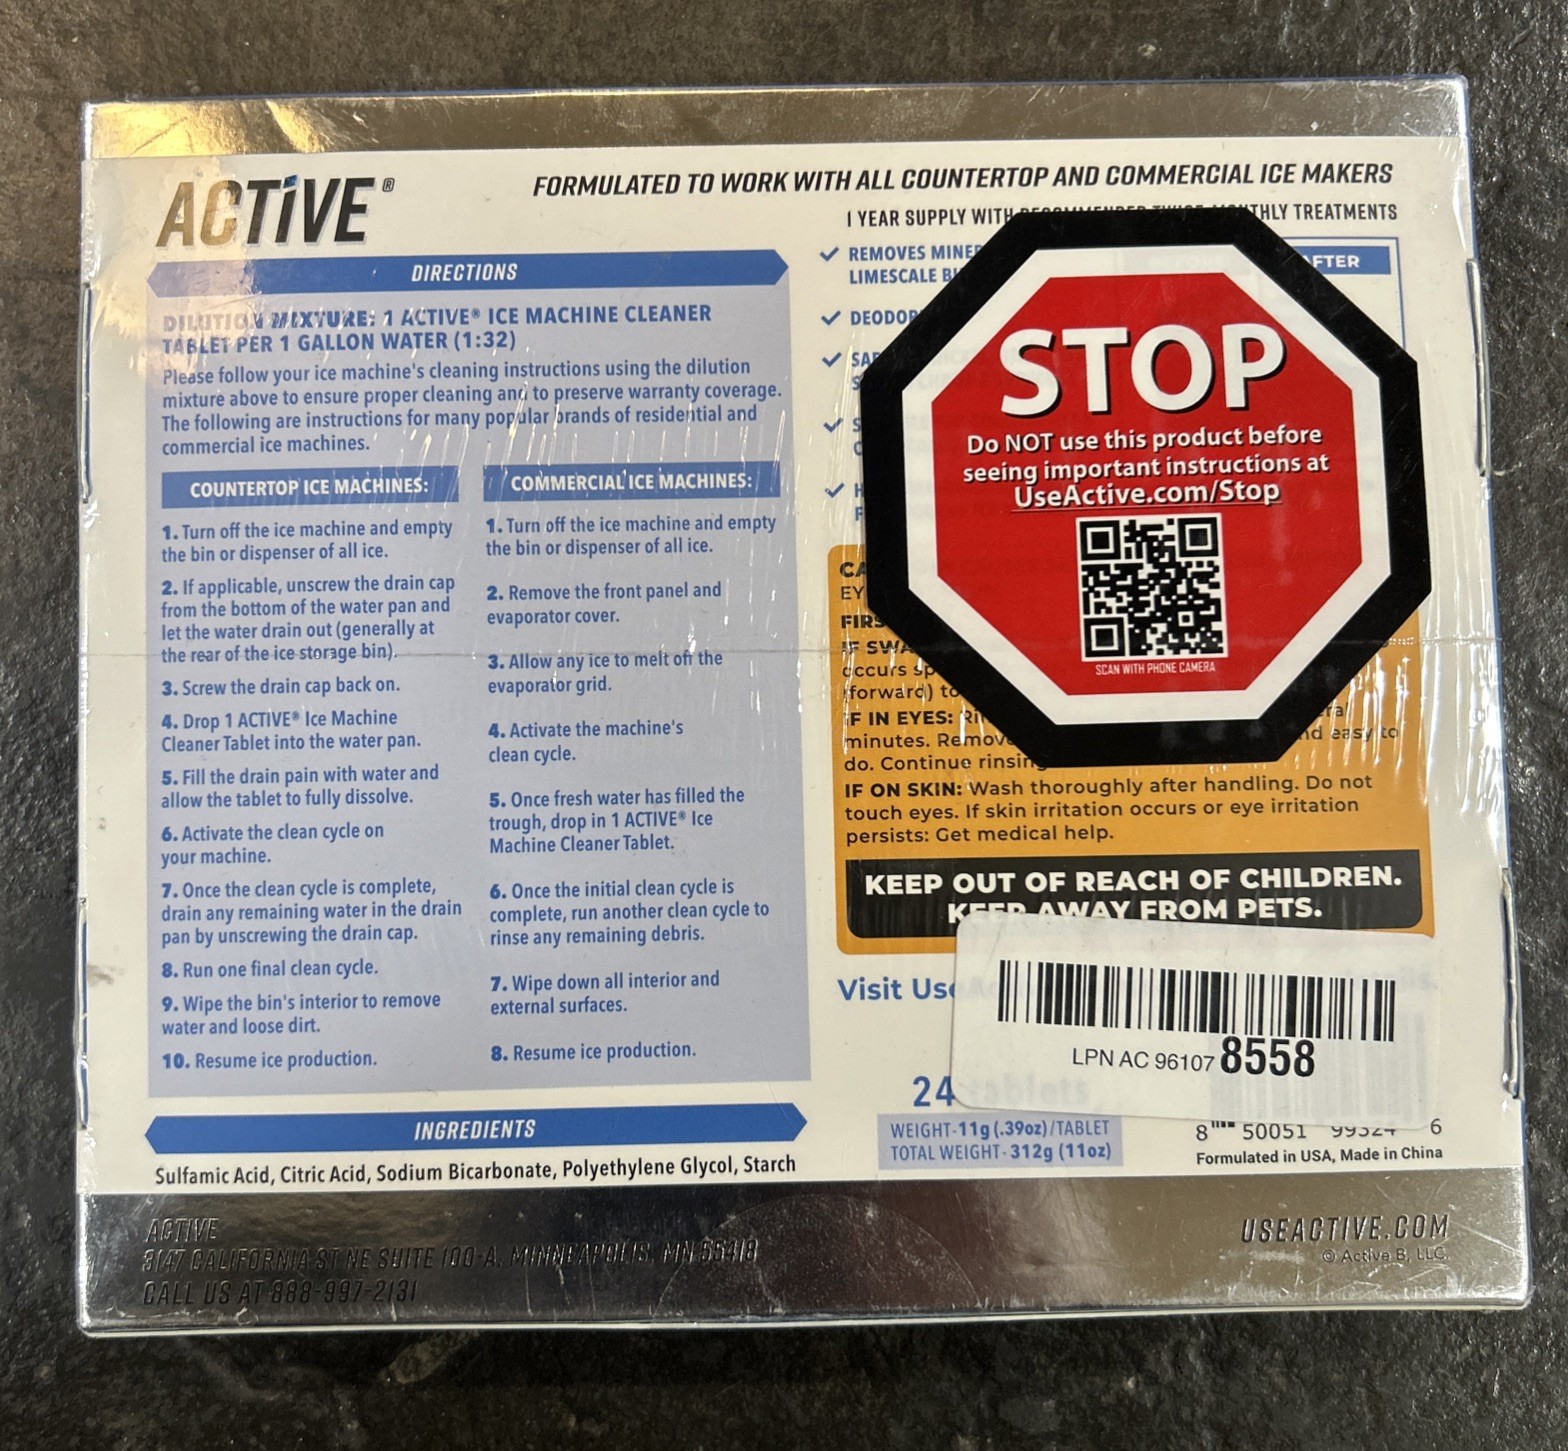 ACTiVE®
FORMULATED TO WORK WITH ALL COUNTERTOP AND COMMERCIAL ICE MAKERS
1 YEAR SUPPLY WITH RECOMMENDED TWICE MONTHLY TREATMENTS
DIRECTIONS
DILUTION MIXTURE: 1 ACTIVE® ICE MACHINE CLEANER
TABLET PER 1 GALLON WATER (1:32)
Please follow your ice machine's cleaning instructions using the dilution
mixture above to ensure proper cleaning and to preserve warranty coverage.
The following are instructions for many popular brands of residential and
commercial ice machines.
COUNTERTOP ICE MACHINES:
1. Turn off the ice machine and empty
the bin or dispenser of all ice.
2. If applicable, unscrew the drain cap
from the bottom of the water pan and
let the water drain out (generally at
the rear of the ice storage bin).
3. Screw the drain cap back on.
4. Drop 1 ACTIVE® Ice Machine
Cleaner Tablet into the water pan.
5. Fill the drain pain with water and
allow the tablet to fully dissolve.
6. Activate the clean cycle on
your machine.
7. Once the clean cycle is complete,
drain any remaining water in the drain
pan by unscrewing the drain cap.
8. Run one final clean cycle.
9. Wipe the bin's interior to remove
water and loose dirt.
10. Resume ice production.
COMMERCIAL ICE MACHINES:
1. Turn off the ice machine and empty
the bin or dispenser of all ice.
2. Remove the front panel and
evaporator cover.
3. Allow any ice to melt off the
evaporator grid.
4. Activate the machine's
clean cycle.
5. Once fresh water has filled the
trough, drop in 1 ACTIVE® Ice
Machine Cleaner Tablet.
6. Once the initial clean cycle is
complete, run another clean cycle to
rinse any remaining debris.
7. Wipe down all interior and
external surfaces.
8. Resume ice production.
INGREDIENTS
Sulfamic Acid, Citric Acid, Sodium Bicarbonate, Polyethylene Glycol, Starch
REMOVES
AFTER
STOP
Do NOT use this product before
seeing important instructions at
UseActive.com/Stop
SCAN WITH PHONE CAMERA
occurs
(forward) to
IF IN EYES:
minutes. and easy to
do. Continue rinsing
IF ON SKIN: Wash thoroughly after handling. Do not
touch eyes. If skin irritation occurs or eye irritation
persists: Get medical help.
KEEP OUT OF REACH OF CHILDREN.
KEEP AWAY FROM PETS.
Visit
LPN AC 96107 8558
24 tablets
WEIGHT- 11g (.39oz)/TABLET
TOTAL WEIGHT- 312g (11oz)
8 50051 99324 6
Formulated in USA, Made in China
ACTIVE
3147 CALIFORNIA ST NE SUITE 100-A, MINNEAPOLIS, MN 55418
CALL US AT 888-997-2131
USEACTIVE.COM
© Active B, LLC.